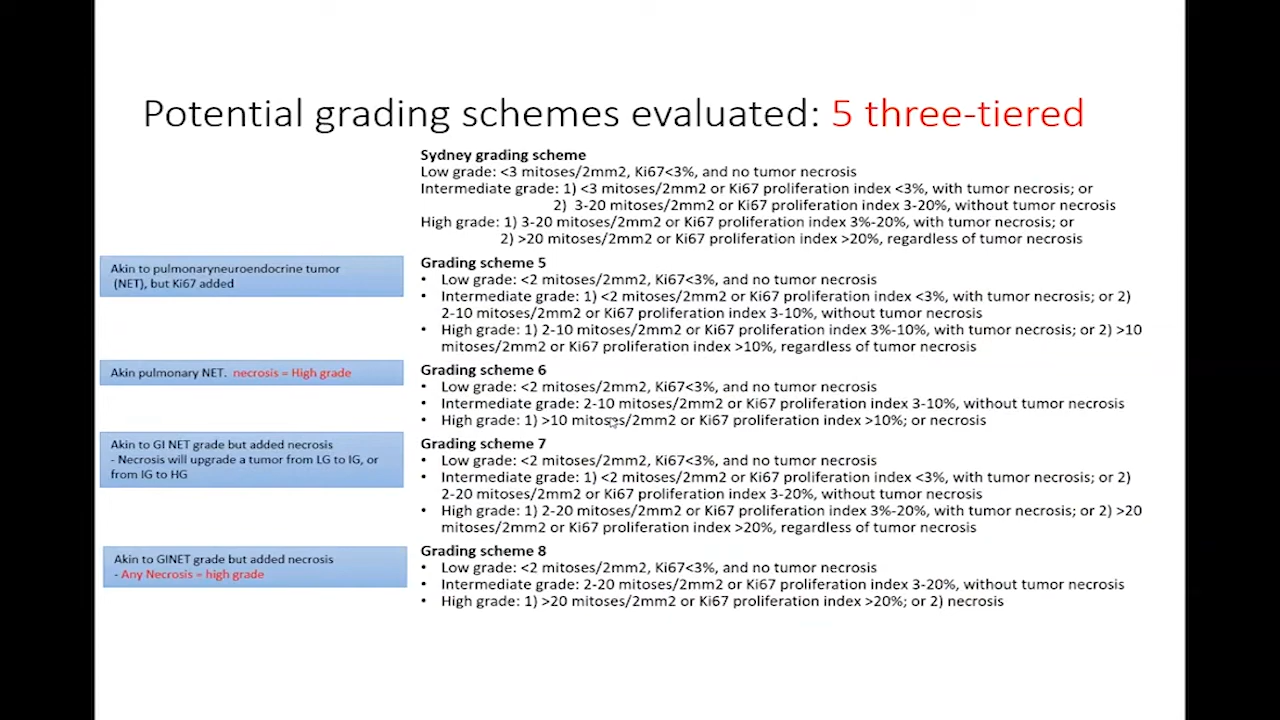 Potential grading schemes evaluated: 5 three-tiered
Sydney grading scheme
Low grade: <3 mitoses/2mm2, Ki67<3%, and no tumor necrosis
Intermediate grade: 1) <3 mitoses/2mm2 or Ki67 proliferation index <3%, with tumor necrosis; or
2) 3-20 mitoses/2mm2 or Ki67 proliferation index 3-20%, without tumor necrosis
High grade: 1) 3-20 mitoses/2mm2 or Ki67 proliferation index 3%-20%, with tumor necrosis; or
2) >20 mitoses/2mm2 or Ki67 proliferation index >20%, regardless of tumor necrosis
Akin to pulmonaryneuroendocrine tumor
(NET), but Ki67 added
Grading scheme 5
• Low grade: <2 mitoses/2mm2, Ki67<3%, and no tumor necrosis
• Intermediate grade: 1) <2 mitoses/2mm2 or Ki67 proliferation index <3%, with tumor necrosis; or 2)
2-10 mitoses/2mm2 or Ki67 proliferation index 3-10%, without tumor necrosis
• High grade: 1) 2-10 mitoses/2mm2 or Ki67 proliferation index 3%-10%, with tumor necrosis; or 2) >10
mitoses/2mm2 or Ki67 proliferation index >10%, regardless of tumor necrosis
Akin pulmonary NET. necrosis = High grade
Grading scheme 6
• Low grade: <2 mitoses/2mm2, Ki67<3%, and no tumor necrosis
• Intermediate grade: 2-10 mitoses/2mm2 or Ki67 proliferation index 3-10%, without tumor necrosis
• High grade: 1) >10 mitoses/2mm2 or Ki67 proliferation index >10%; or necrosis
Akin to GI NET grade but added necrosis
- Necrosis will upgrade a tumor from LG to IG, or
from IG to HG
Grading scheme 7
• Low grade: <2 mitoses/2mm2, Ki67<3%, and no tumor necrosis
• Intermediate grade: 1) <2 mitoses/2mm2 or Ki67 proliferation index <3%, with tumor necrosis; or 2)
2-20 mitoses/2mm2 or Ki67 proliferation index 3-20%, without tumor necrosis
• High grade: 1) 2-20 mitoses/2mm2 or Ki67 proliferation index 3%-20%, with tumor necrosis; or 2) >20
mitoses/2mm2 or Ki67 proliferation index >20%, regardless of tumor necrosis
Akin to GINET grade but added necrosis
- Any Necrosis = high grade
Grading scheme 8
• Low grade: <2 mitoses/2mm2, Ki67<3%, and no tumor necrosis
• Intermediate grade: 2-20 mitoses/2mm2 or Ki67 proliferation index 3-20%, without tumor necrosis
• High grade: 1) >20 mitoses/2mm2 or Ki67 proliferation index >20%; or 2) necrosis